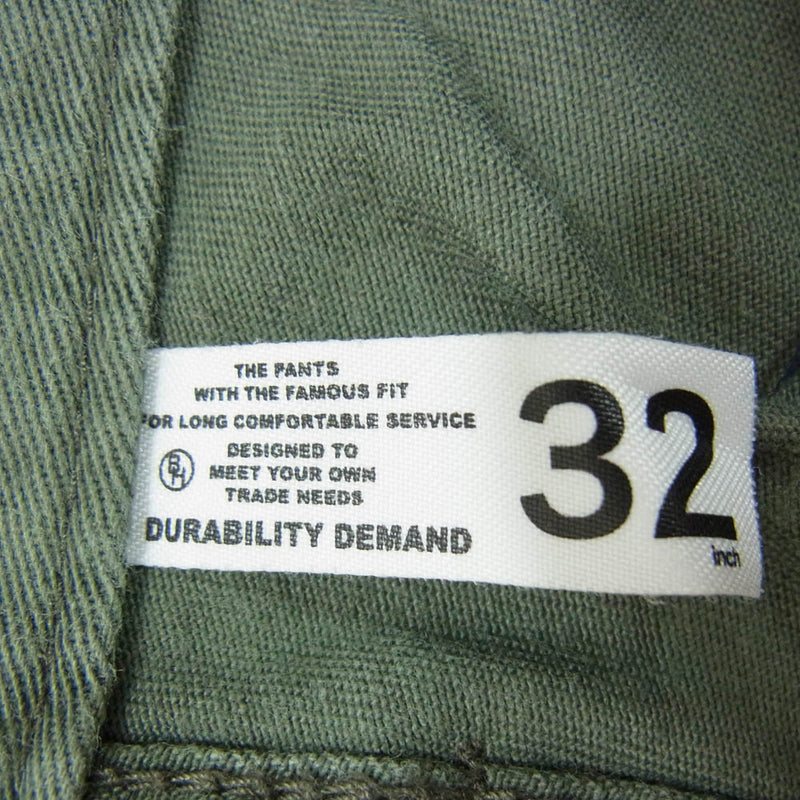 THE PANTS
WITH THE FAMOUS FIT
FOR LONG COMFORTABLE SERVICE
DESIGNED TO
MEET YOUR OWN
TRADE NEEDS
DURABILITY DEMAND
BH
32
inch